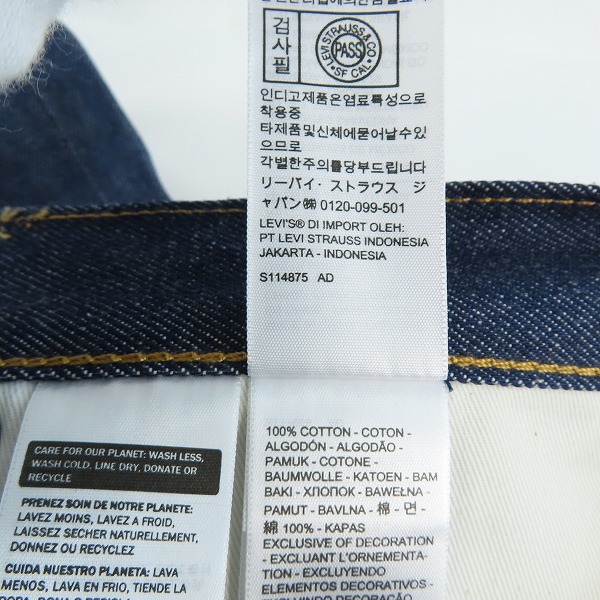 검사필
LEVI STRAUSS & CO
PASS
SF CAL.
인디고제품은염료특성으로
착용중
타제품및신체에묻어날수있
으므로
각별한주의를당부드립니다
リーバイ・ストラウス ジ
ャパン㈱ 0120-099-501
LEVI'S® DI IMPORT OLEH:
PT LEVI STRAUSS INDONESIA
JAKARTA - INDONESIA
S114875 AD
CARE FOR OUR PLANET: WASH LESS,
WASH COLD, LINE DRY, DONATE OR
RECYCLE
PRENEZ SOIN DE NOTRE PLANETE:
LAVEZ MOINS, LAVEZ A FROID,
LAISSEZ SECHER NATURELLEMENT,
DONNEZ OU RECYCLEZ
CUIDA NUESTRO PLANETA: LAVA
MENOS, LAVA EN FRIO, TIENDE LA
100% COTTON - COTON -
ALGODÓN - ALGODÃO -
PAMUK - COTONE -
BAUMWOLLE - KATOEN - BAM
BAKI - ХЛОПОК - BAWEŁNA -
PAMUT - BAVLNA - 棉 - 면 -
綿 100% - KAPAS
EXCLUSIVE OF DECORATION
- EXCLUANT L'ORNEMENTA-
TION - EXCLUYENDO
ELEMENTOS DECORATIVOS -